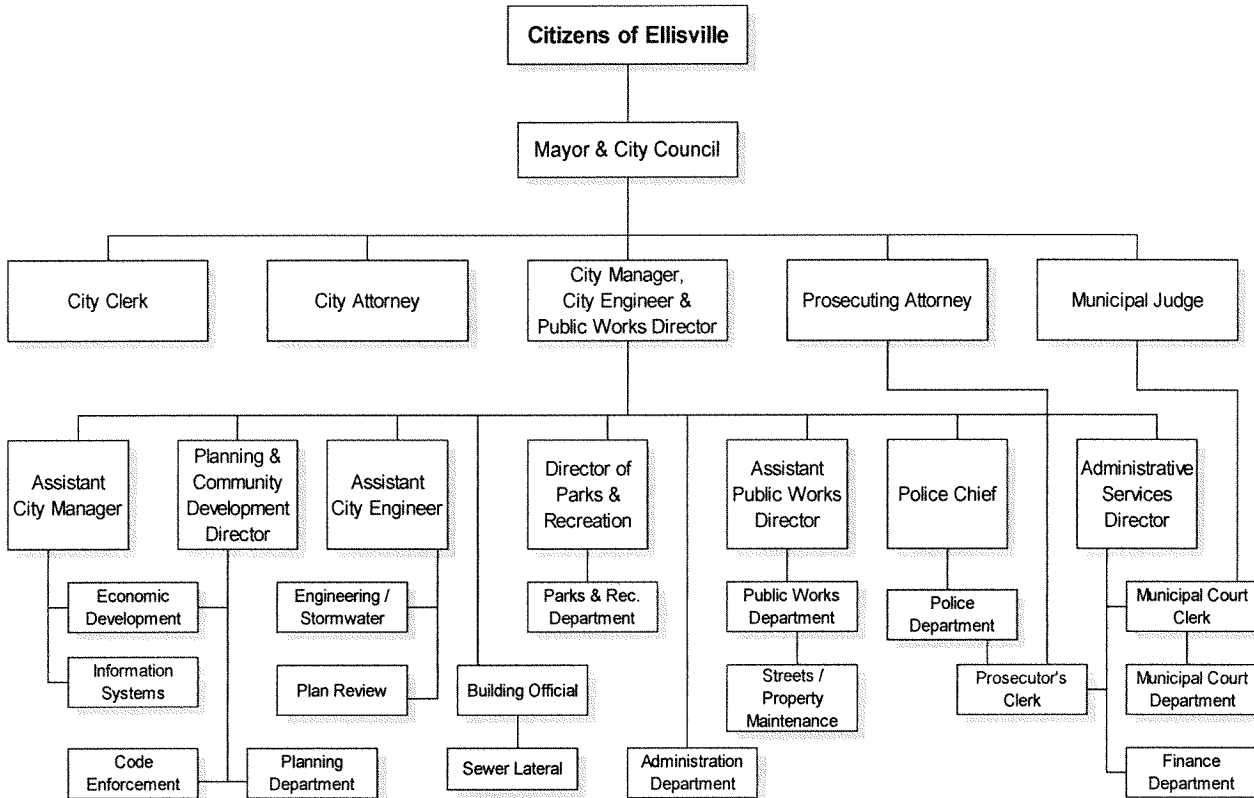 Citizens of Ellisville
Mayor & City Council
City Clerk
City Attorney
City Manager,
City Engineer &
Public Works Director
Prosecuting Attorney
Municipal Judge
Assistant
City Manager
Planning &
Community
Development
Director
Assistant
City Engineer
Director of
Parks &
Recreation
Assistant
Public Works
Director
Police Chief
Administrative
Services
Director
Economic
Development
Engineering /
Stormwater
Parks & Rec.
Department
Public Works
Department
Police
Department
Municipal Court
Clerk
Information
Systems
Plan Review
Building Official
Streets /
Property
Maintenance
Prosecutor's
Clerk
Municipal Court
Department
Code
Enforcement
Planning
Department
Sewer Lateral
Administration
Department
Finance
Department